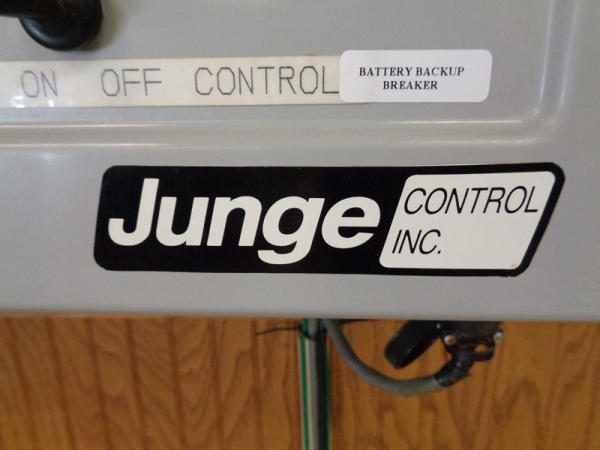 ON OFF CONTROL
BATTERY BACKUP
BREAKER
Junge
CONTROL
INC.